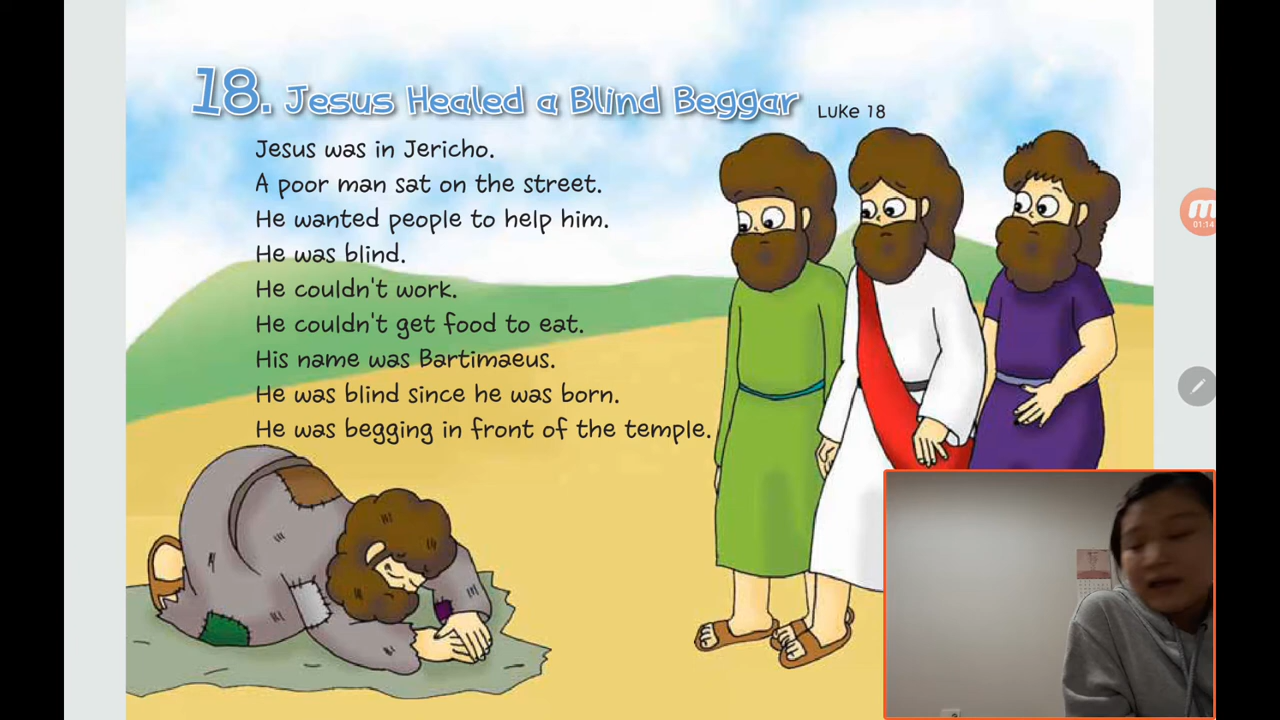 18. Jesus Healed a Blind Beggar Luke 18
Jesus was in Jericho.
A poor man sat on the street.
He wanted people to help him.
He was blind.
He couldn't work.
He couldn't get food to eat.
His name was Bartimaeus.
He was blind since he was born.
He was begging in front of the temple.
01:14